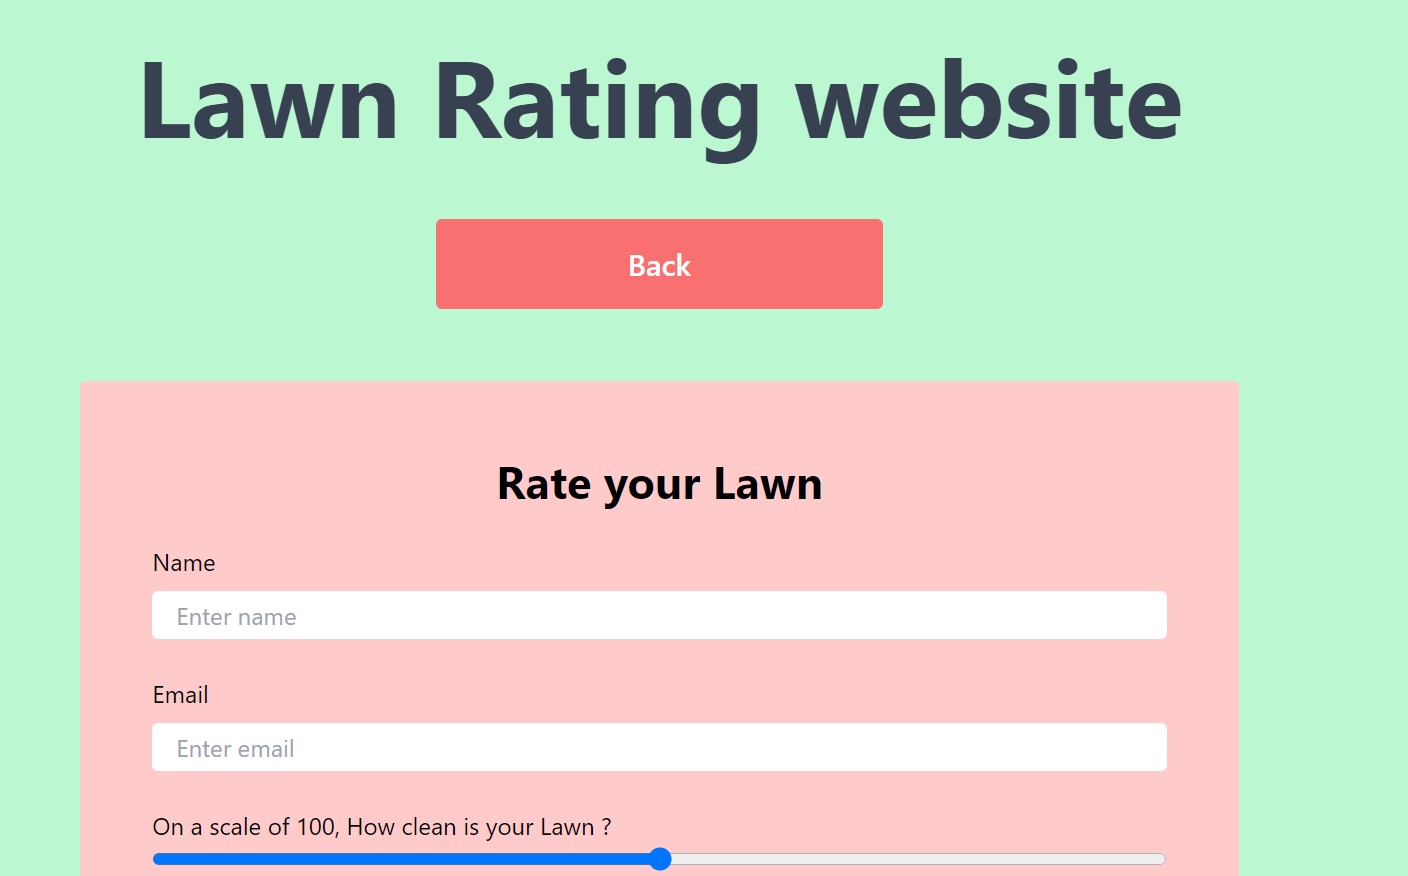 Lawn Rating website
Back
Rate your Lawn
Name
Enter name
Email
Enter email
On a scale of 100, How clean is your Lawn ?